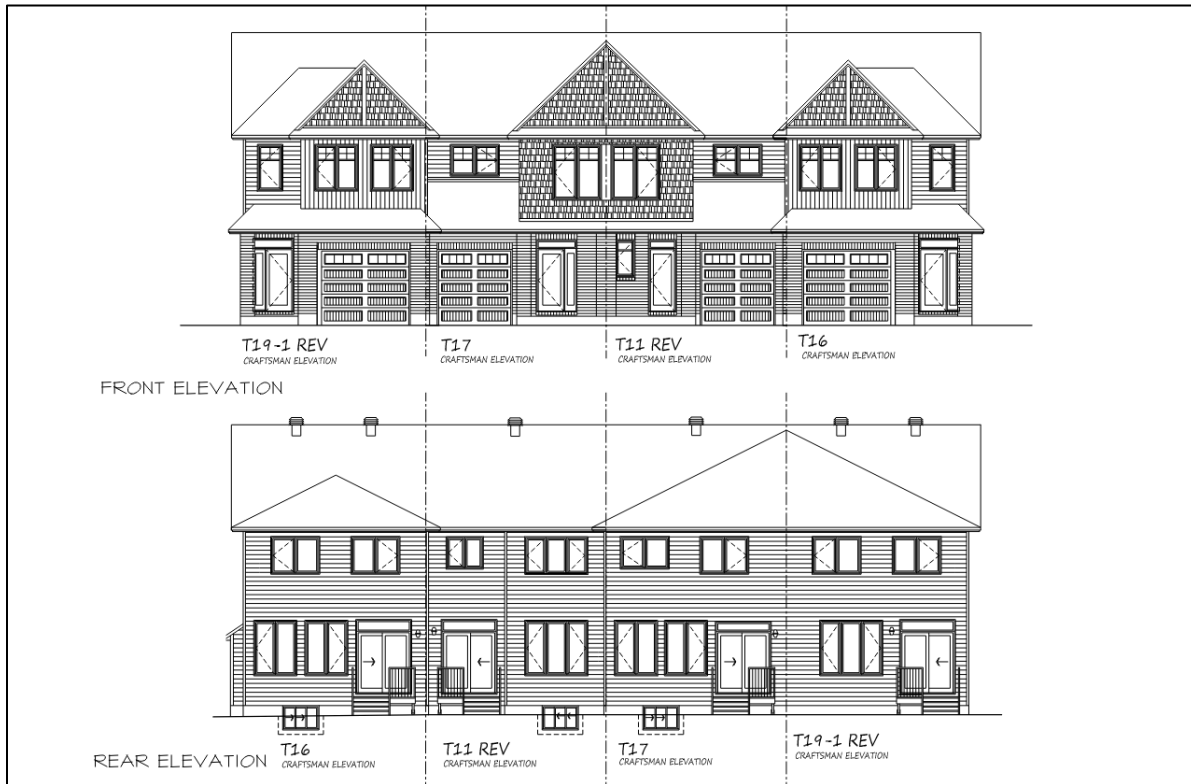 T19-1 REV
CRAFTSMAN ELEVATION
T17
CRAFTSMAN ELEVATION
T11 REV
CRAFTSMAN ELEVATION
T16
CRAFTSMAN ELEVATION
FRONT ELEVATION
REAR ELEVATION
T16
CRAFTSMAN ELEVATION
T11 REV
CRAFTSMAN ELEVATION
T17
CRAFTSMAN ELEVATION
T19-1 REV
CRAFTSMAN ELEVATION